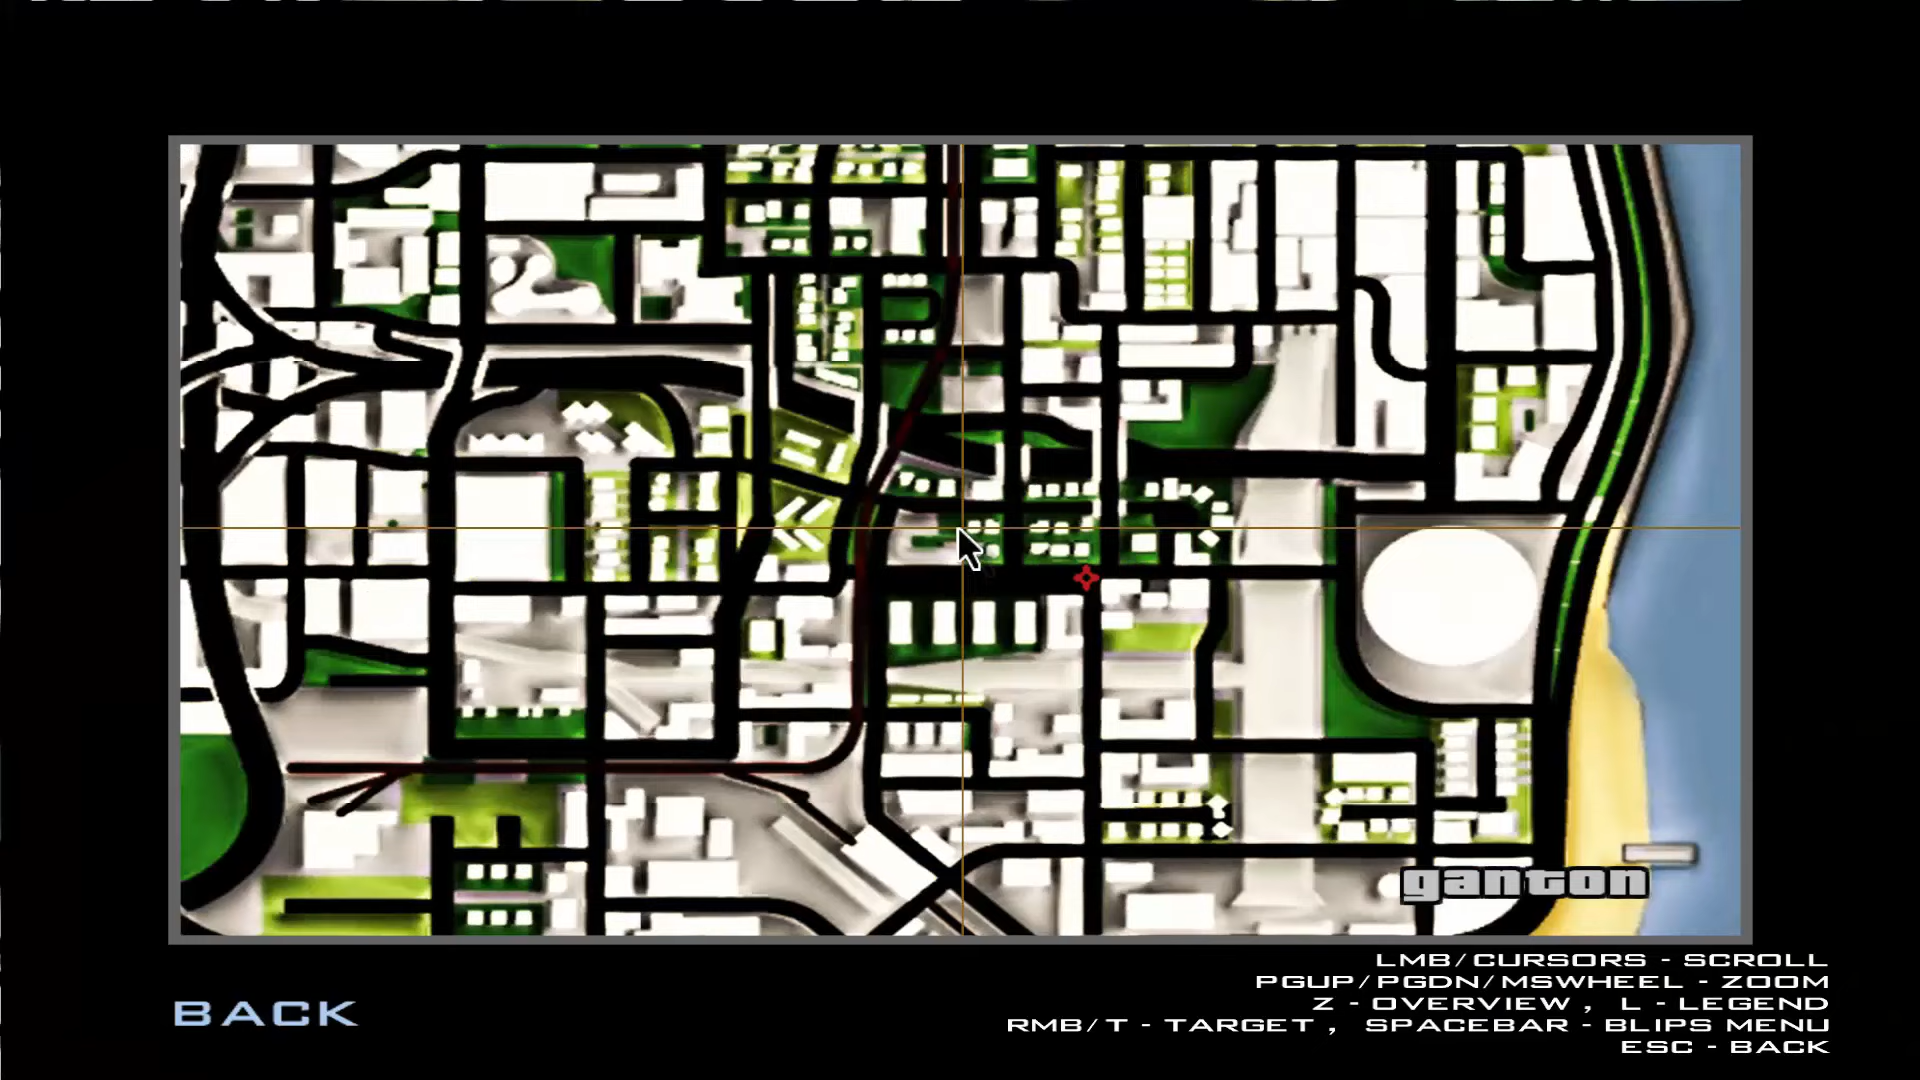 ganton
LMB/CURSORS - SCROLL
PGUP/PGDN/MSWHEEL - ZOOM
Z - OVERVIEW , L - LEGEND
RMB/T - TARGET , SPACEBAR - BLIPS MENU
ESC - BACK
BACK